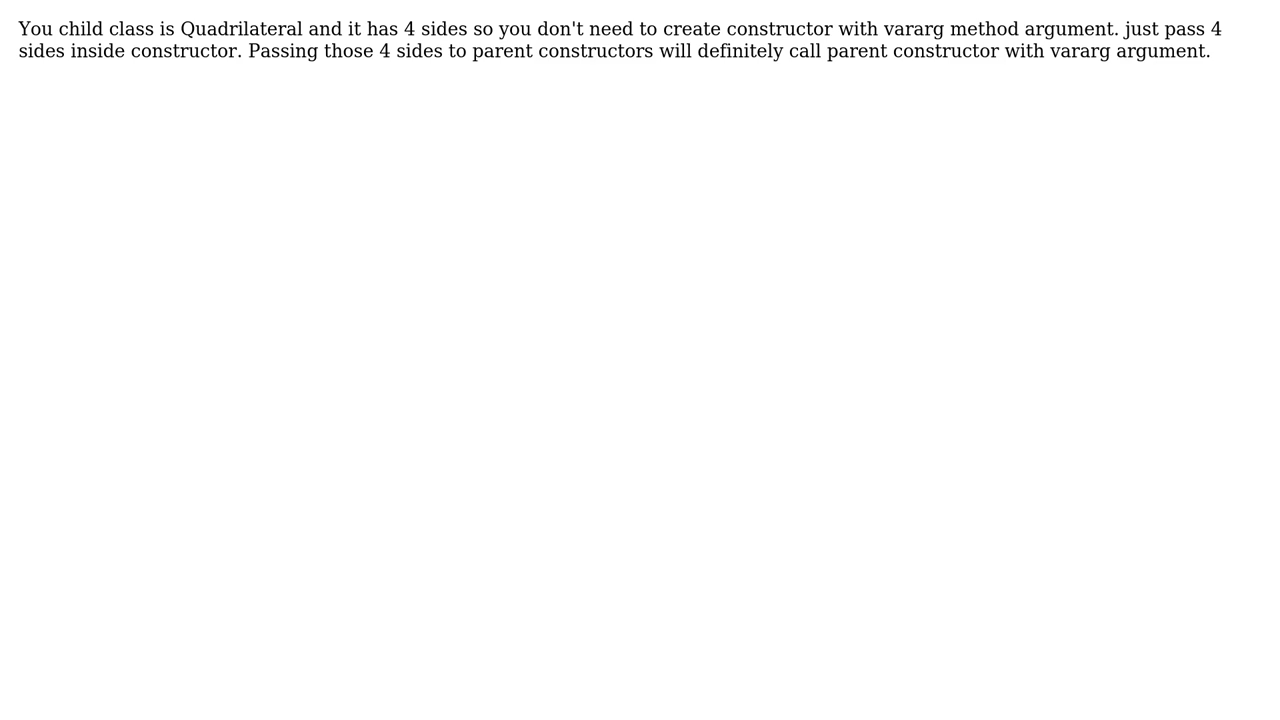 You child class is Quadrilateral and it has 4 sides so you don't need to create constructor with vararg method argument. just pass 4
sides inside constructor. Passing those 4 sides to parent constructors will definitely call parent constructor with vararg argument.